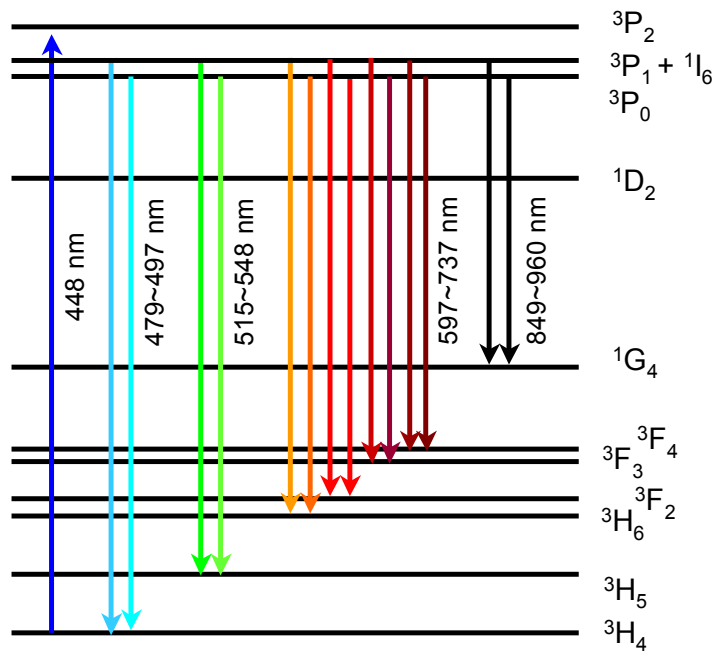 ³P₂
³P₁ + ¹I₆
³P₀
¹D₂
448 nm
479~497 nm
515~548 nm
597~737 nm
849~960 nm
¹G₄
³F₄
³F₃
³F₂
³H₆
³H₅
³H₄